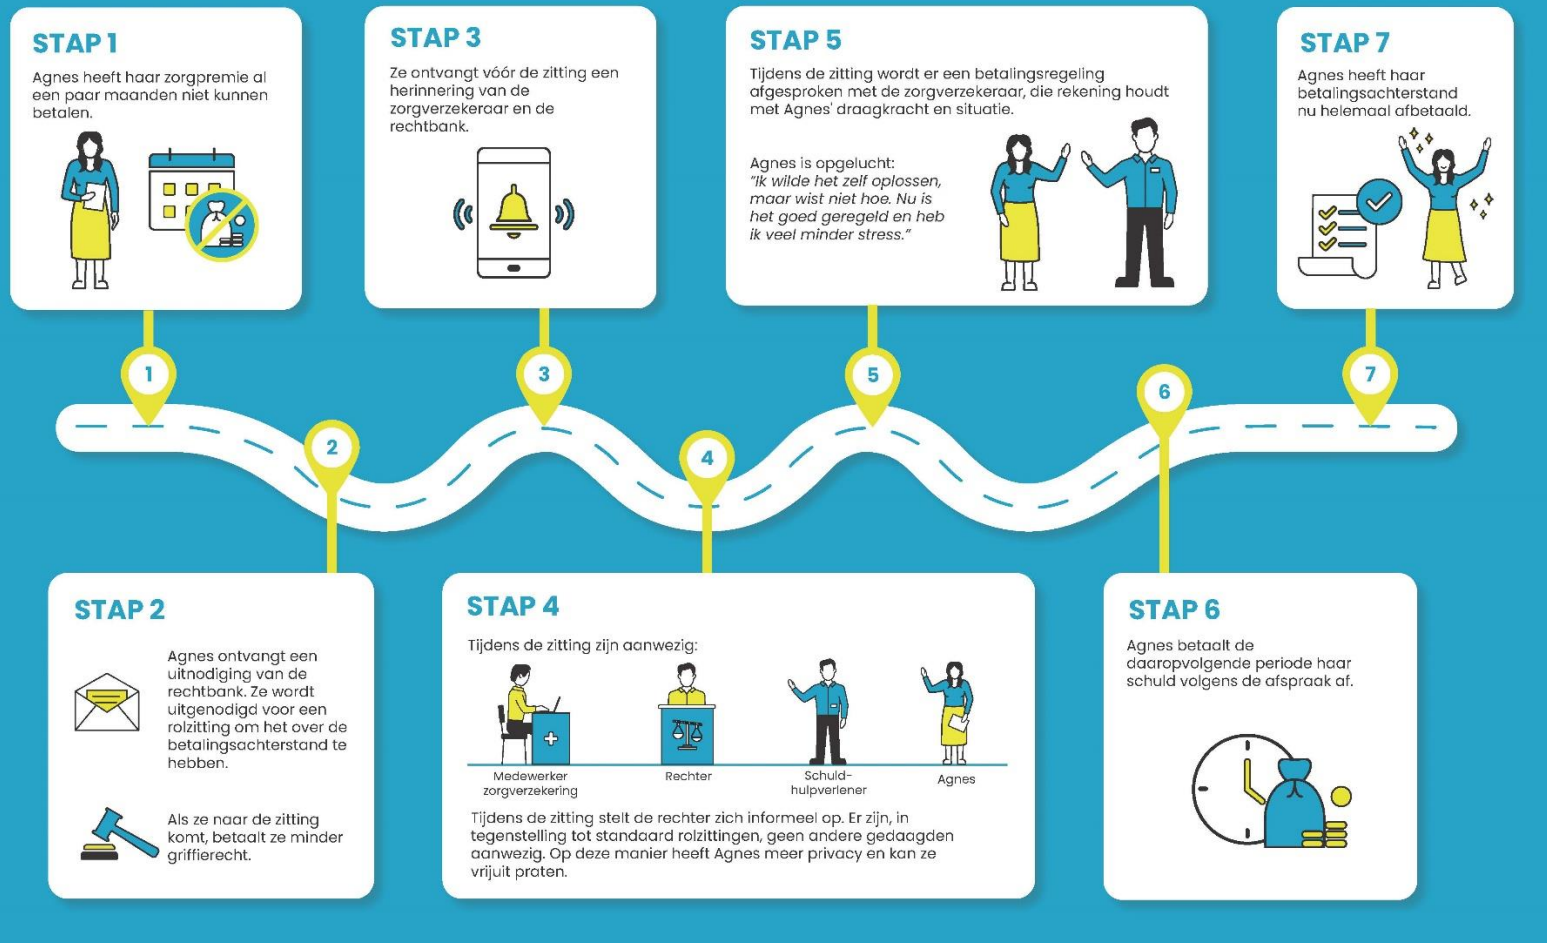 STAP 1
Agnes heeft haar zorgpremie al
een paar maanden niet kunnen
betalen.
STAP 3
Ze ontvangt vóór de zitting een
herinnering van de
zorgverzekeraar en de
rechtbank.
STAP 5
Tijdens de zitting wordt er een betalingsregeling
afgesproken met de zorgverzekeraar, die rekening houdt
met Agnes' draagkracht en situatie.
Agnes is opgelucht:
"Ik wilde het zelf oplossen,
maar wist niet hoe. Nu is
het goed geregeld en heb
ik veel minder stress."
STAP 7
Agnes heeft haar
betalingsachterstand
nu helemaal afbetaald.
1
2
3
4
5
6
7
STAP 2
Agnes ontvangt een
uitnodiging van de
rechtbank. Ze wordt
uitgenodigd voor een
rolzitting om het over de
betalingsachterstand te
hebben.
Als ze naar de zitting
komt, betaalt ze minder
griffierecht.
STAP 4
Tijdens de zitting zijn aanwezig:
Medewerker
zorgverzekering
Rechter
Schuld-
hulpverlener
Agnes
Tijdens de zitting stelt de rechter zich informeel op. Er zijn, in
tegenstelling tot standaard rolzittingen, geen andere gedaagden
aanwezig. Op deze manier heeft Agnes meer privacy en kan ze
vrijuit praten.
STAP 6
Agnes betaalt de
daaropvolgende periode haar
schuld volgens de afspraak af.